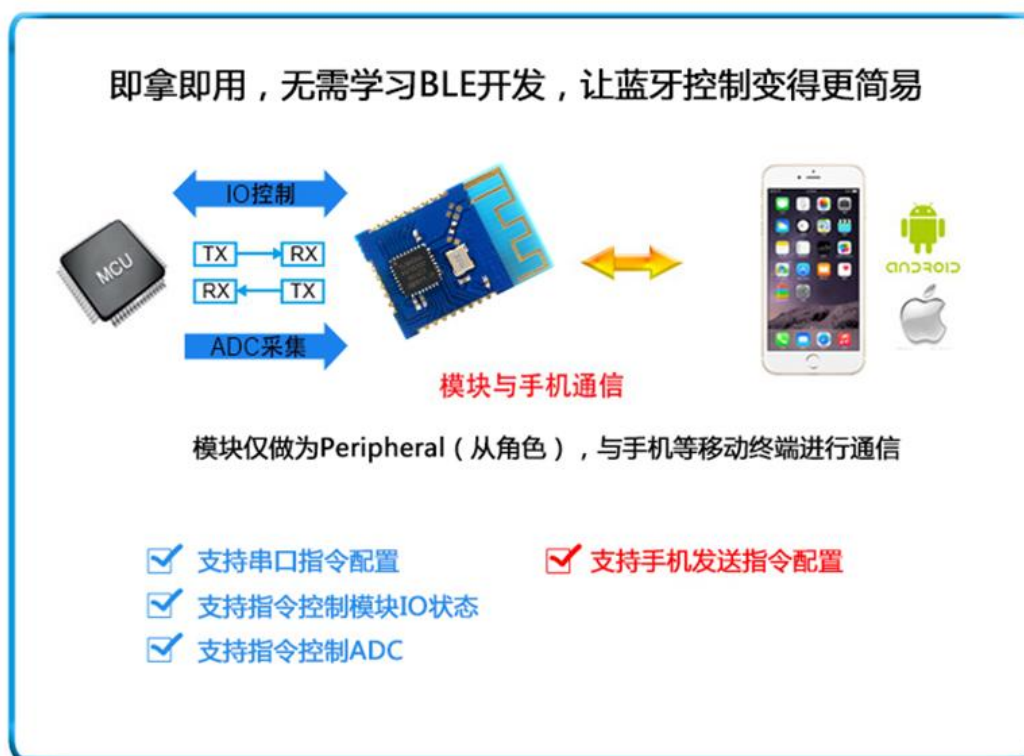 即拿即用，无需学习BLE开发，让蓝牙控制变得更简易
IO控制
TX
RX
RX
TX
MCU
ADC采集
ANDROID
模块与手机通信
模块仅做为Peripheral（从角色），与手机等移动终端进行通信
支持串口指令配置
支持手机发送指令配置
支持指令控制模块IO状态
支持指令控制ADC